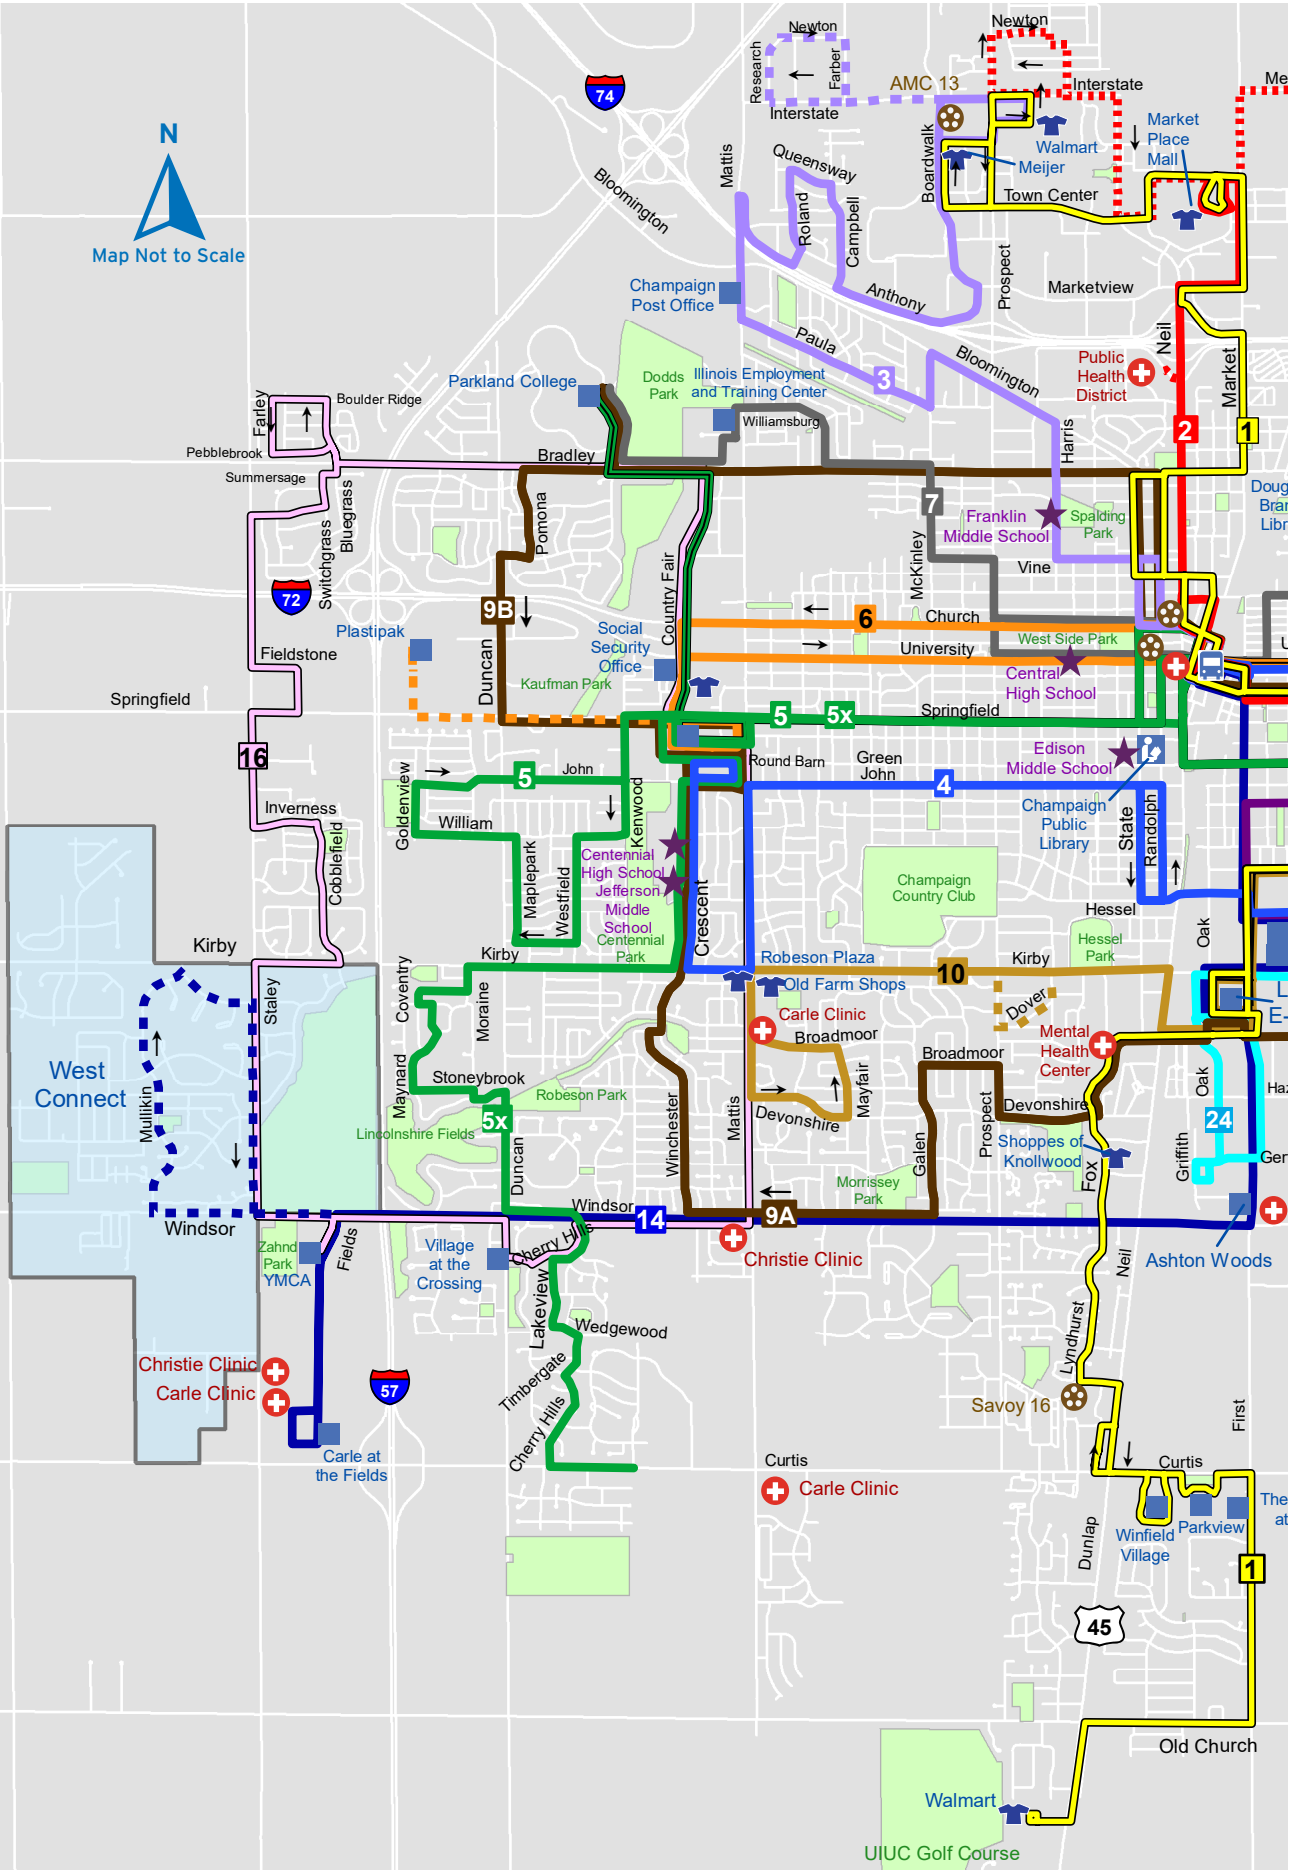 Newton
Newton
Research
Farber
AMC 13
Interstate
Me
74
Interstate
N
Market
Place
Mall
Walmart
Meijer
Boardwalk
Mattis
Queensway
Bloomington
Roland
Campbell
Town Center
Map Not to Scale
Prospect
Champaign
Post Office
Anthony
Marketview
Neil
Paula
Bloomington
Public
Health
District
Market
Parkland College
Dodds
Park
Illinois Employment
and Training Center
3
Farley
Boulder Ridge
Williamsburg
Harris
2
1
Pebblebrook
Bradley
Summersage
Bluegrass
Switchgrass
Pomona
7
Franklin
Middle School
Spalding
Park
Doug
Bran
Libr
McKinley
Vine
72
9B
Country Fair
Church
6
Plastipak
Social
Security
Office
West Side Park
University
Fieldstone
Duncan
Kaufman Park
Central
High School
Springfield
Springfield
5
5x
16
Edison
Middle School
Round Barn
Green
John
John
5
4
Goldenview
Kenwood
Inverness
Champaign
Public
Library
State
Randolph
William
Cobblefield
Centennial
High School
Jefferson
Middle
School
Maplepark
Westfield
Crescent
Champaign
Country Club
Hessel
Oak
Hessel
Park
Kirby
Kirby
Centennial
Park
Robeson Plaza
Kirby
10
Old Farm Shops
L
E-
Staley
Coventry
Moraine
Dover
Carle Clinic
Broadmoor
Mental
Health
Center
Broadmoor
West
Connect
Mullikin
Maynard
Stoneybrook
Robeson Park
Mayfair
Oak
Haz
Devonshire
Devonshire
5x
Lincolnshire Fields
Winchester
Mattis
Galen
Prospect
24
Shoppes of
Knollwood
Griffith
Ger
Fox
Duncan
Morrissey
Park
Windsor
Windsor
14
9A
Zahnd
Park
YMCA
Fields
Village
at the
Crossing
Cherry Hills
Christie Clinic
Neil
Ashton Woods
Lakeview
Wedgewood
Lyndhurst
Christie Clinic
Carle Clinic
57
Timbergate
Savoy 16
First
Cherry Hills
Carle at
the Fields
Curtis
Carle Clinic
Curtis
The
at
Winfield
Village
Parkview
Dunlap
1
45
Old Church
Walmart
UIUC Golf Course